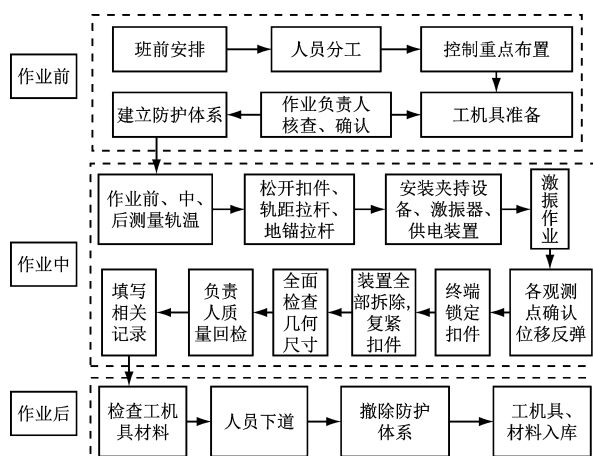 作业前
班前安排
人员分工
控制重点布置
建立防护体系
作业负责人
核查、确认
工机具准备
作业中
作业前、中、
后测量轨温
松开扣件、
轨距拉杆、
地锚拉杆
安装夹持设
备、激振器、
供电装置
激振作业
填写
相关
记录
负责
人质
量回检
全面
检查
几何
尺寸
装置全
部拆除,
复紧
扣件
终端
锁定
扣件
各观测
点确认
位移反弹
作业后
检查工机
具材料
人员下道
撤除防护
体系
工机具、
材料入库